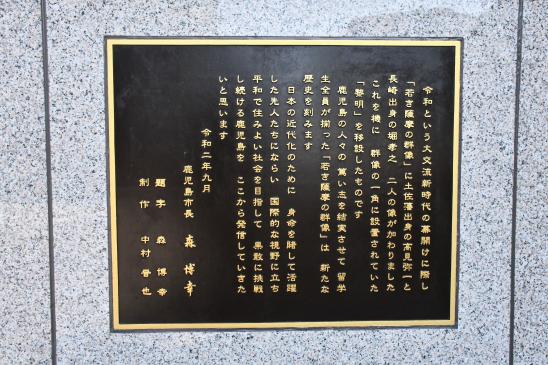 令和という大交流新時代の幕開けに際し
「若き薩摩の群像」に土佐藩出身の高見弥一と
長崎出身の堀孝之 二人の像が加わりました
これを機に 群像の一角に設置されていた
「黎明」を移設したものです
鹿児島の人々の篤い志を結実させて 留学
生全員が揃った「若き薩摩の群像」は 新たな
歴史を刻みます
日本の近代化のために 身命を賭して活躍
した先人たちにならい 国際的な視野に立ち
平和で住みよい社会を目指して 果敢に挑戦
し続ける鹿児島を ここから発信していきた
いと思います
令和二年九月
鹿児島市長 森 博幸
題字 森 博幸
制作 中村晋也